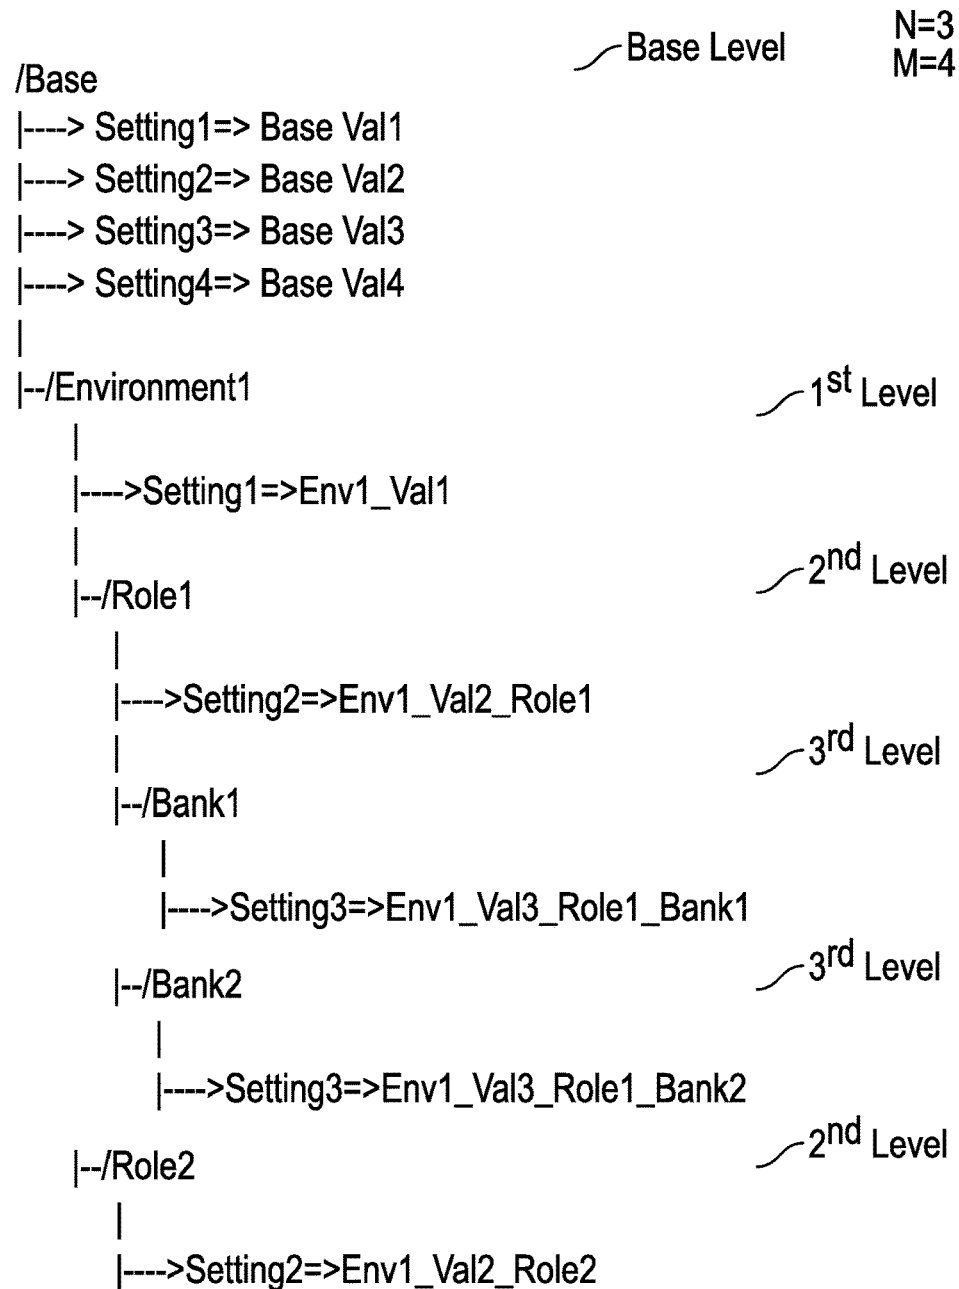 N=3
Base Level
M=4
/Base
|----> Setting1=> Base Val1
|----> Setting2=> Base Val2
|----> Setting3=> Base Val3
|----> Setting4=> Base Val4
|
|--/Environment1
1st Level
|
|---->Setting1=>Env1_Val1
|
2nd Level
|--/Role1
|
|---->Setting2=>Env1_Val2_Role1
|
3rd Level
|--/Bank1
|
|---->Setting3=>Env1_Val3_Role1_Bank1
3rd Level
|--/Bank2
|
|---->Setting3=>Env1_Val3_Role1_Bank2
2nd Level
|--/Role2
|
|---->Setting2=>Env1_Val2_Role2